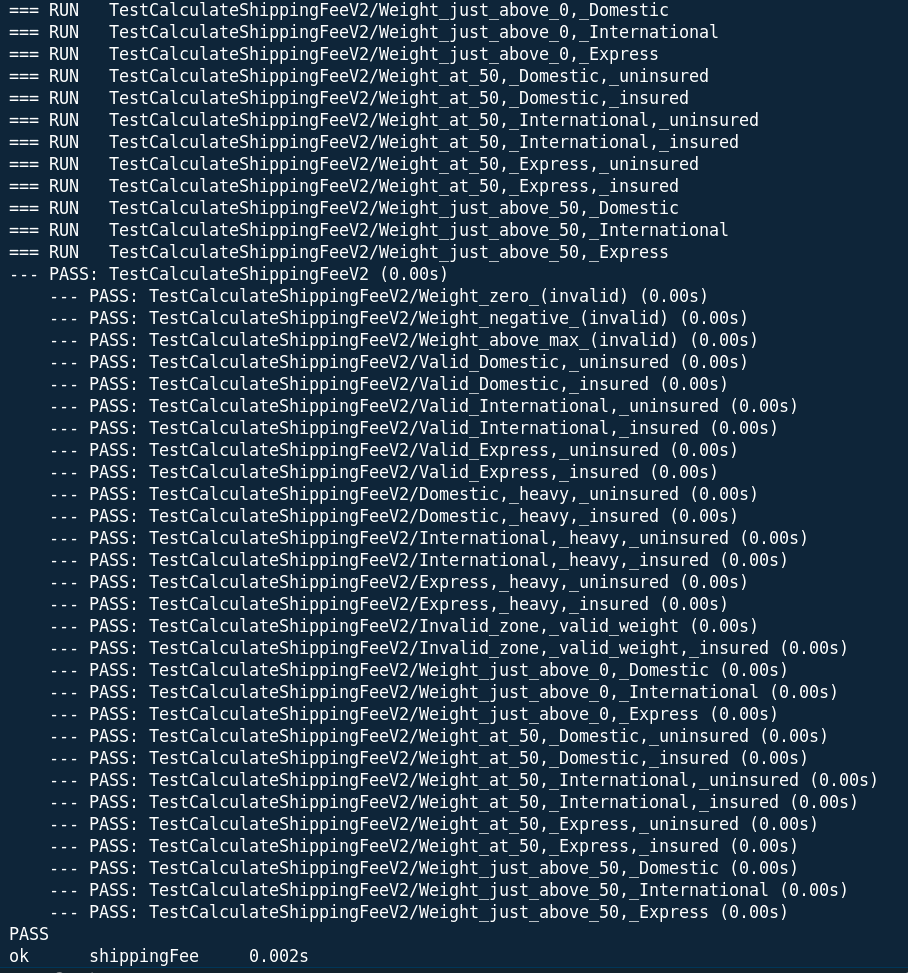 === RUN   TestCalculateShippingFeeV2/Weight_just_above_0,_Domestic
=== RUN   TestCalculateShippingFeeV2/Weight_just_above_0,_International
=== RUN   TestCalculateShippingFeeV2/Weight_just_above_0,_Express
=== RUN   TestCalculateShippingFeeV2/Weight_at_50,_Domestic,_uninsured
=== RUN   TestCalculateShippingFeeV2/Weight_at_50,_Domestic,_insured
=== RUN   TestCalculateShippingFeeV2/Weight_at_50,_International,_uninsured
=== RUN   TestCalculateShippingFeeV2/Weight_at_50,_International,_insured
=== RUN   TestCalculateShippingFeeV2/Weight_at_50,_Express,_uninsured
=== RUN   TestCalculateShippingFeeV2/Weight_at_50,_Express,_insured
=== RUN   TestCalculateShippingFeeV2/Weight_just_above_50,_Domestic
=== RUN   TestCalculateShippingFeeV2/Weight_just_above_50,_International
=== RUN   TestCalculateShippingFeeV2/Weight_just_above_50,_Express
--- PASS: TestCalculateShippingFeeV2 (0.00s)
    --- PASS: TestCalculateShippingFeeV2/Weight_zero_(invalid) (0.00s)
    --- PASS: TestCalculateShippingFeeV2/Weight_negative_(invalid) (0.00s)
    --- PASS: TestCalculateShippingFeeV2/Weight_above_max_(invalid) (0.00s)
    --- PASS: TestCalculateShippingFeeV2/Valid_Domestic,_uninsured (0.00s)
    --- PASS: TestCalculateShippingFeeV2/Valid_Domestic,_insured (0.00s)
    --- PASS: TestCalculateShippingFeeV2/Valid_International,_uninsured (0.00s)
    --- PASS: TestCalculateShippingFeeV2/Valid_International,_insured (0.00s)
    --- PASS: TestCalculateShippingFeeV2/Valid_Express,_uninsured (0.00s)
    --- PASS: TestCalculateShippingFeeV2/Valid_Express,_insured (0.00s)
    --- PASS: TestCalculateShippingFeeV2/Domestic,_heavy,_uninsured (0.00s)
    --- PASS: TestCalculateShippingFeeV2/Domestic,_heavy,_insured (0.00s)
    --- PASS: TestCalculateShippingFeeV2/International,_heavy,_uninsured (0.00s)
    --- PASS: TestCalculateShippingFeeV2/International,_heavy,_insured (0.00s)
    --- PASS: TestCalculateShippingFeeV2/Express,_heavy,_uninsured (0.00s)
    --- PASS: TestCalculateShippingFeeV2/Express,_heavy,_insured (0.00s)
    --- PASS: TestCalculateShippingFeeV2/Invalid_zone,_valid_weight (0.00s)
    --- PASS: TestCalculateShippingFeeV2/Invalid_zone,_valid_weight,_insured (0.00s)
    --- PASS: TestCalculateShippingFeeV2/Weight_just_above_0,_Domestic (0.00s)
    --- PASS: TestCalculateShippingFeeV2/Weight_just_above_0,_International (0.00s)
    --- PASS: TestCalculateShippingFeeV2/Weight_just_above_0,_Express (0.00s)
    --- PASS: TestCalculateShippingFeeV2/Weight_at_50,_Domestic,_uninsured (0.00s)
    --- PASS: TestCalculateShippingFeeV2/Weight_at_50,_Domestic,_insured (0.00s)
    --- PASS: TestCalculateShippingFeeV2/Weight_at_50,_International,_uninsured (0.00s)
    --- PASS: TestCalculateShippingFeeV2/Weight_at_50,_International,_insured (0.00s)
    --- PASS: TestCalculateShippingFeeV2/Weight_at_50,_Express,_uninsured (0.00s)
    --- PASS: TestCalculateShippingFeeV2/Weight_at_50,_Express,_insured (0.00s)
    --- PASS: TestCalculateShippingFeeV2/Weight_just_above_50,_Domestic (0.00s)
    --- PASS: TestCalculateShippingFeeV2/Weight_just_above_50,_International (0.00s)
    --- PASS: TestCalculateShippingFeeV2/Weight_just_above_50,_Express (0.00s)
PASS
ok      shippingFee     0.002s